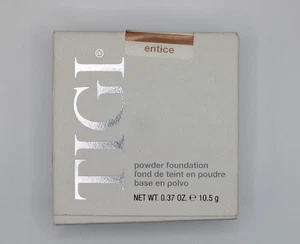 entice
TIGI®
powder foundation
fond de teint en poudre
base en polvo
NET WT. 0.37 OZ. ℮ 10.5 g